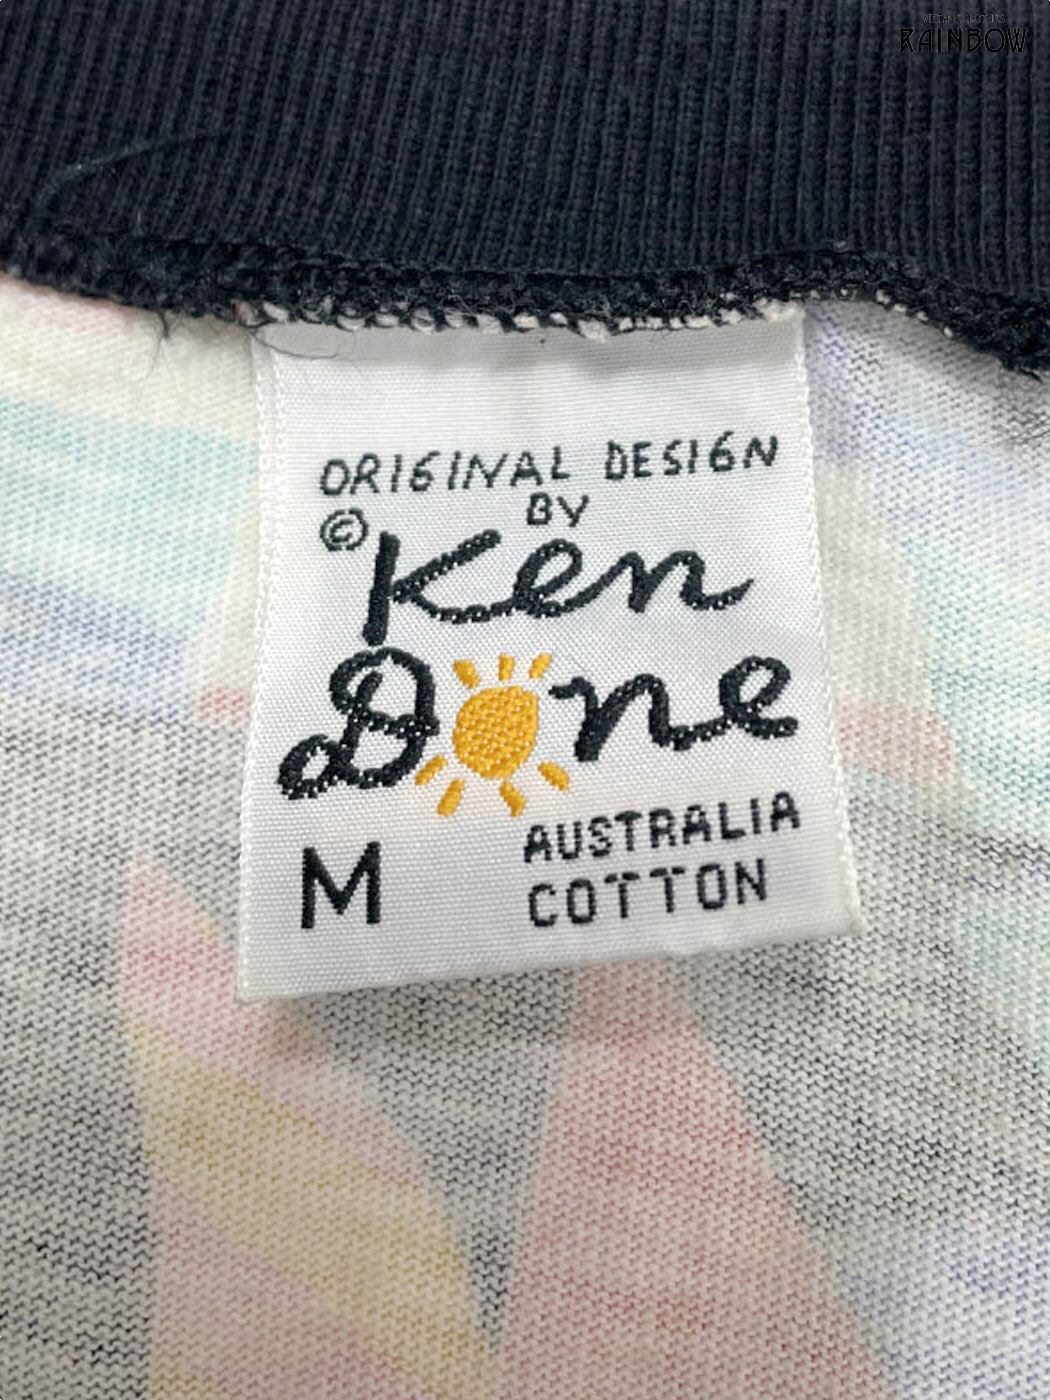 RAINBOW
ORIGINAL DESIGN
BY
© Ken
Done
M
AUSTRALIA
COTTON